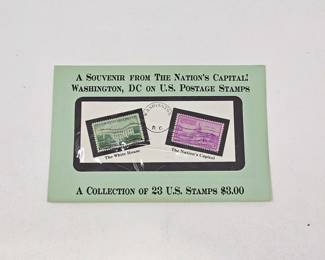 A Souvenir from The Nation's Capital!
Washington, DC on U.S. Postage Stamps
WASHINGTON
D.C.
The White House
The Nation's Capital
A Collection of 23 U.S. Stamps $3.00